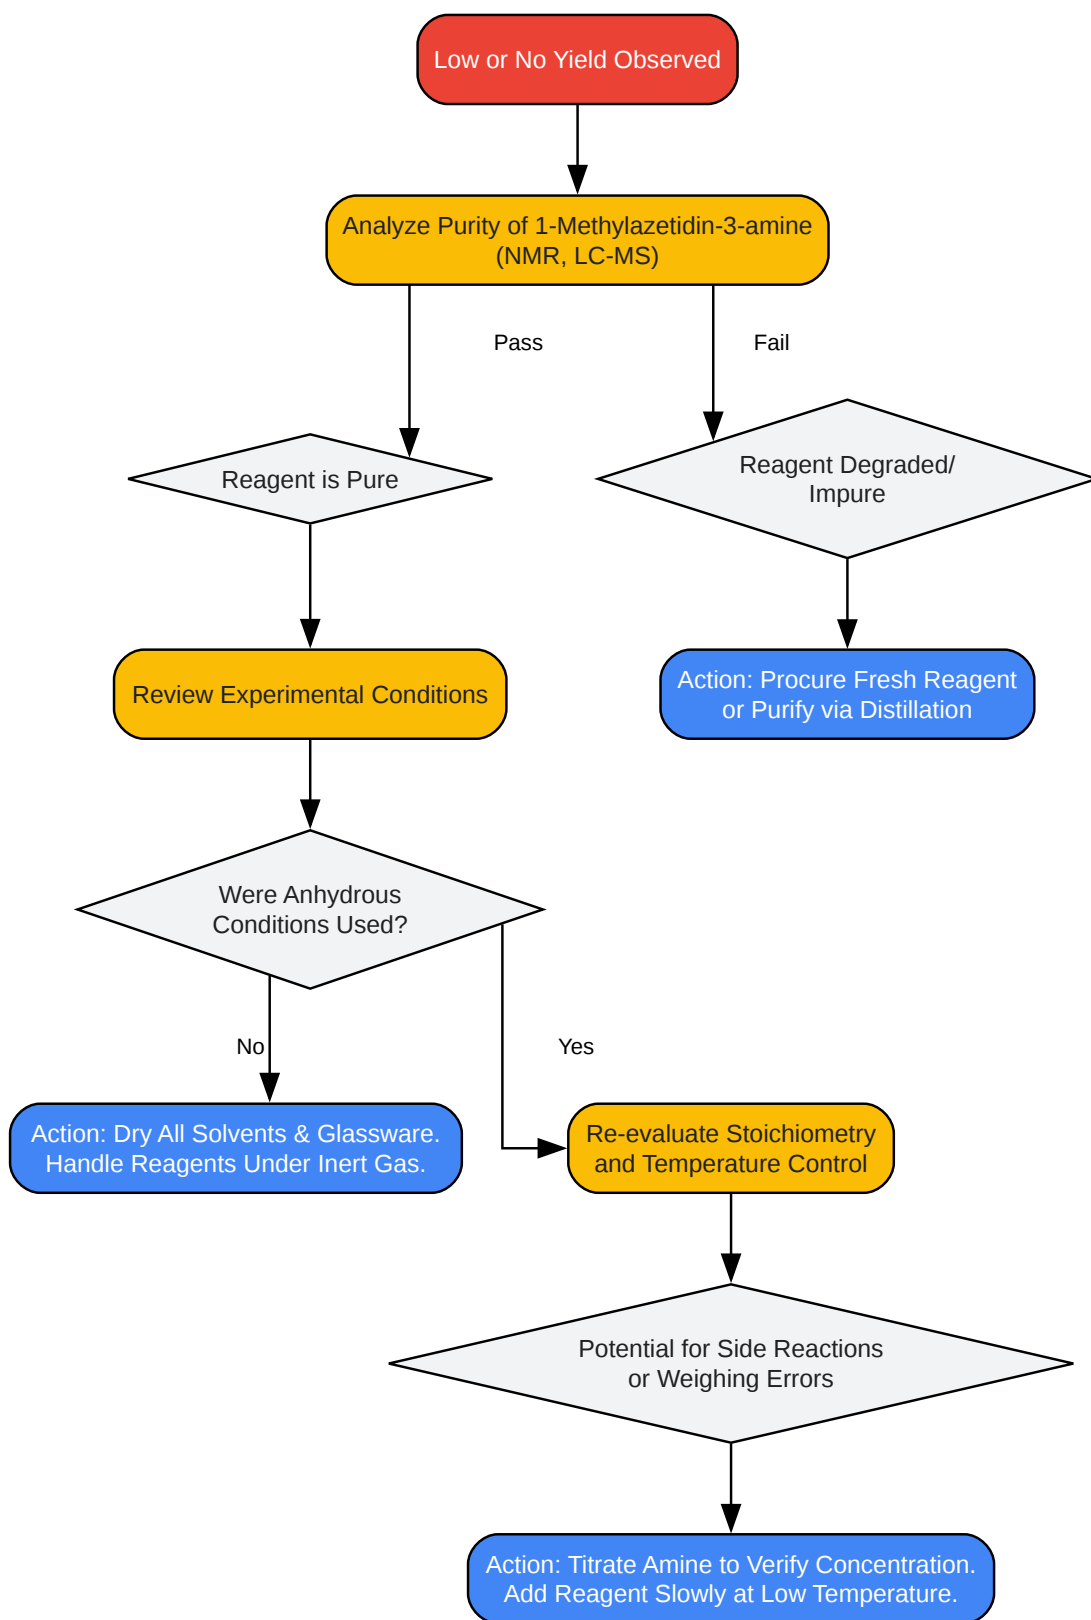 Low or No Yield Observed
Analyze Purity of 1-Methylazetidin-3-amine
(NMR, LC-MS)
Pass
Fail
Reagent is Pure
Reagent Degraded/
Impure
Review Experimental Conditions
Action: Procure Fresh Reagent
or Purify via Distillation
Were Anhydrous
Conditions Used?
No
Yes
Action: Dry All Solvents & Glassware.
Handle Reagents Under Inert Gas.
Re-evaluate Stoichiometry
and Temperature Control
Potential for Side Reactions
or Weighing Errors
Action: Titrate Amine to Verify Concentration.
Add Reagent Slowly at Low Temperature.